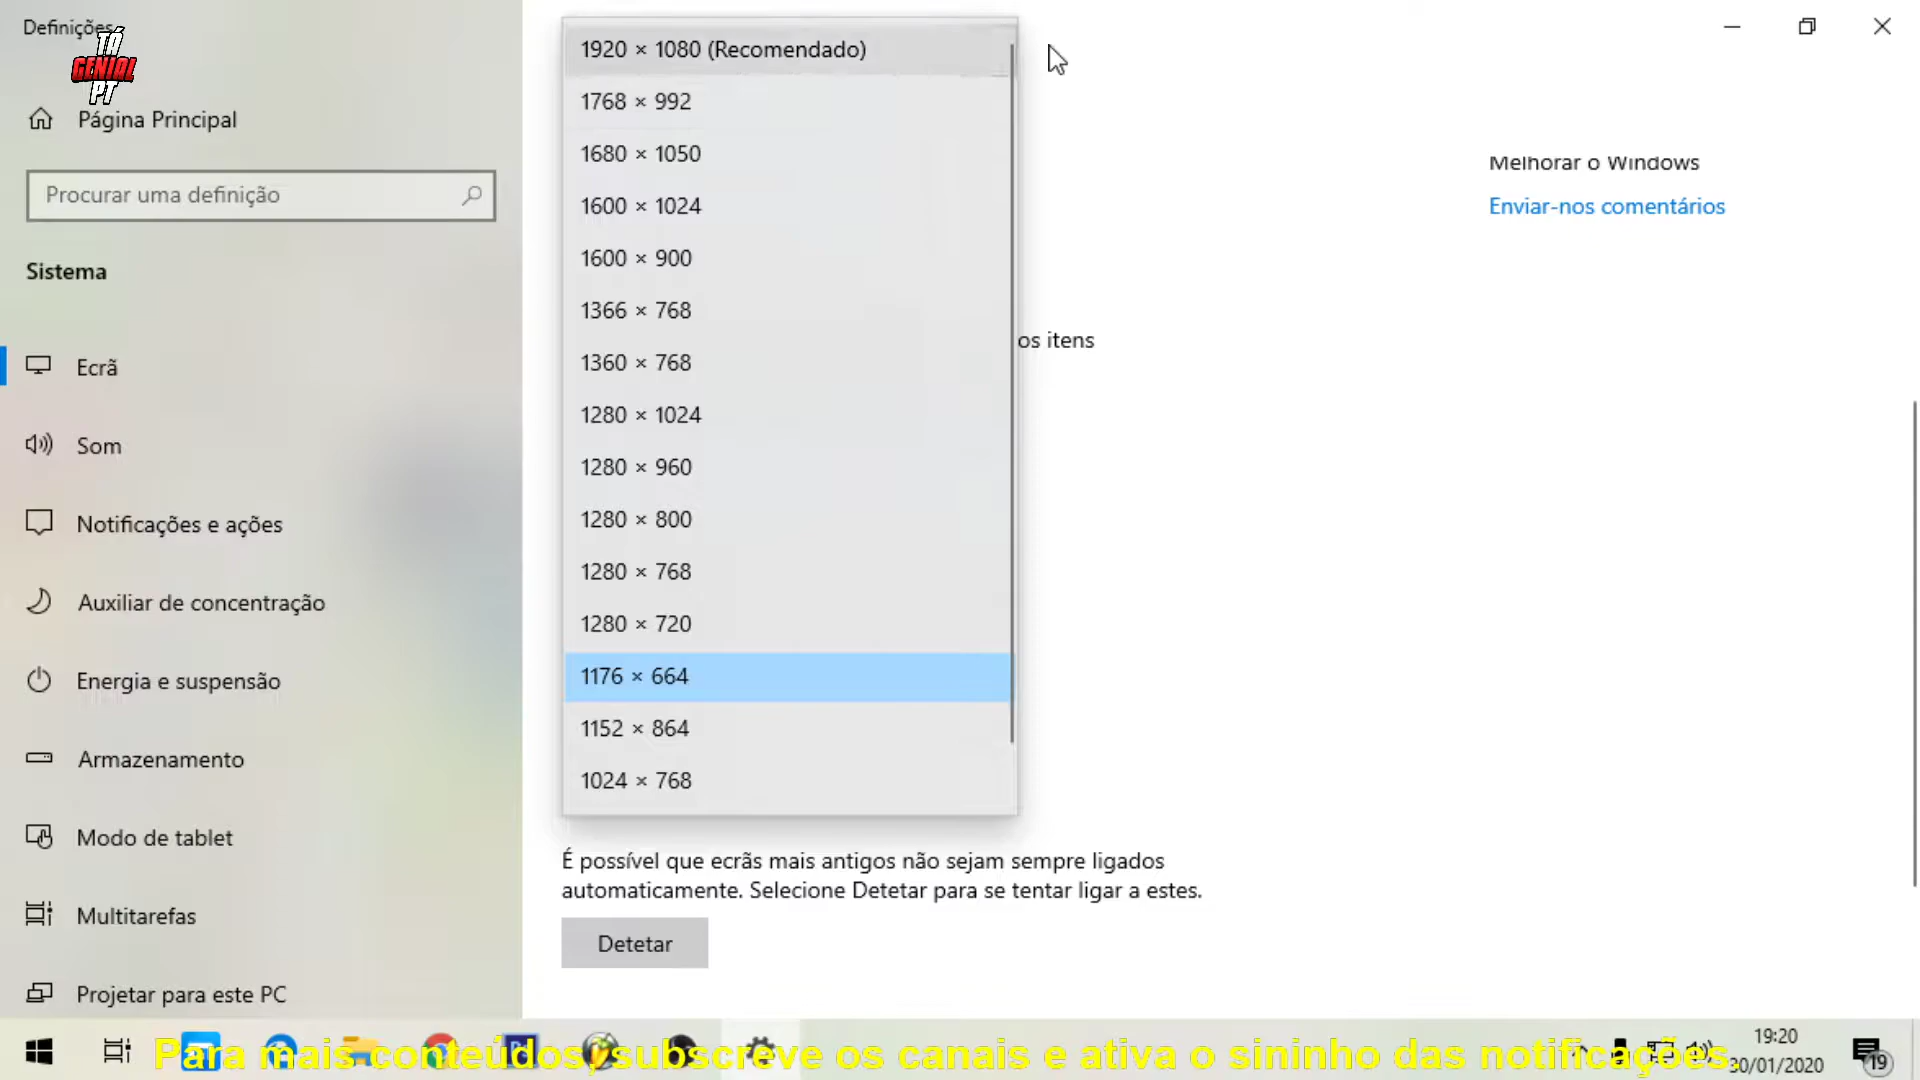 Definições
TÁ
GENIAL
PT
Página Principal
Procurar uma definição
Sistema
Ecrã
Som
Notificações e ações
Auxiliar de concentração
Energia e suspensão
Armazenamento
Modo de tablet
Multitarefas
Projetar para este PC
1920 × 1080 (Recomendado)
1768 × 992
1680 × 1050
1600 × 1024
1600 × 900
1366 × 768
1360 × 768
1280 × 1024
1280 × 960
1280 × 800
1280 × 768
1280 × 720
1176 × 664
1152 × 864
1024 × 768
os itens
É possível que ecrãs mais antigos não sejam sempre ligados
automaticamente. Selecione Detetar para se tentar ligar a estes.
Detetar
Melhorar o Windows
Enviar-nos comentários
Para mais conteúdos, subscreve os canais e ativa o sininho das notificações.
19:20
30/01/2020
19